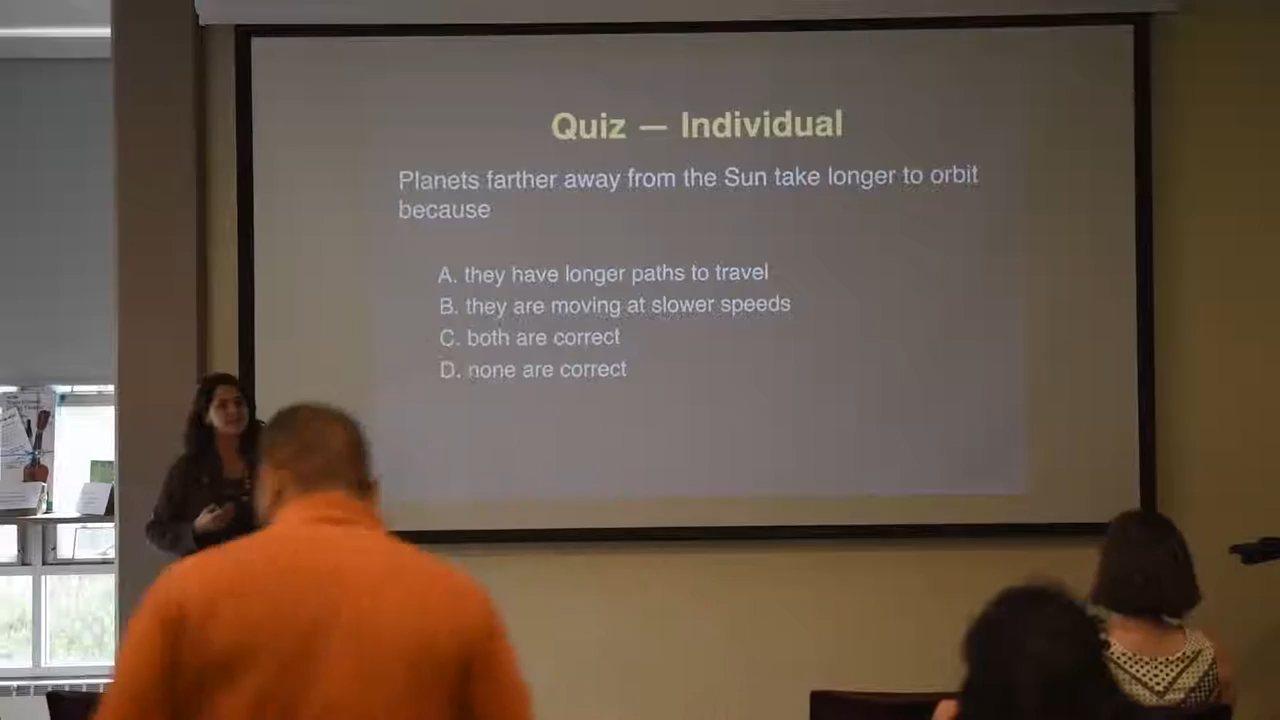 Quiz — Individual
Planets farther away from the Sun take longer to orbit
because
A. they have longer paths to travel
B. they are moving at slower speeds
C. both are correct
D. none are correct